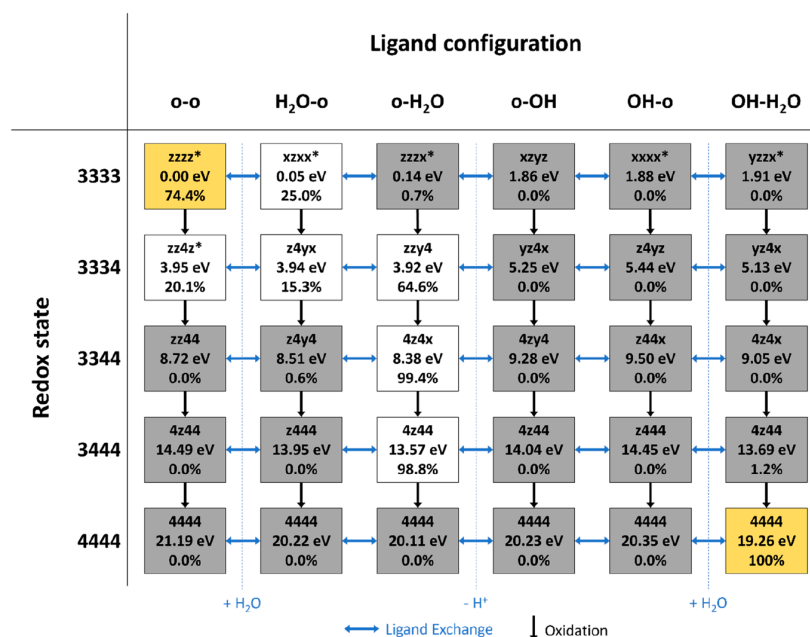 Ligand configuration
o-o H₂O-o o-H₂O o-OH OH-o OH-H₂O
Redox state
3333
zzzz* xzxx* zzzx* xzyz xxxx* yzzx*
0.00 eV 0.05 eV 0.14 eV 1.86 eV 1.88 eV 1.91 eV
74.4% 25.0% 0.7% 0.0% 0.0% 0.0%
3334
zz4z* z4yx zzy4 yz4x z4yz yz4x
3.95 eV 3.94 eV 3.92 eV 5.25 eV 5.44 eV 5.13 eV
20.1% 15.3% 64.6% 0.0% 0.0% 0.0%
3344
zz44 z4y4 4z4x 4zy4 z44x 4z4x
8.72 eV 8.51 eV 8.38 eV 9.28 eV 9.50 eV 9.05 eV
0.0% 0.6% 99.4% 0.0% 0.0% 0.0%
3444
4z44 z444 4z44 4z44 z444 4z44
14.49 eV 13.95 eV 13.57 eV 14.04 eV 14.45 eV 13.69 eV
0.0% 0.0% 98.8% 0.0% 0.0% 1.2%
4444
4444 4444 4444 4444 4444 4444
21.19 eV 20.22 eV 20.11 eV 20.23 eV 20.35 eV 19.26 eV
0.0% 0.0% 0.0% 0.0% 0.0% 100%
+ H₂O - H⁺ + H₂O
Ligand Exchange Oxidation